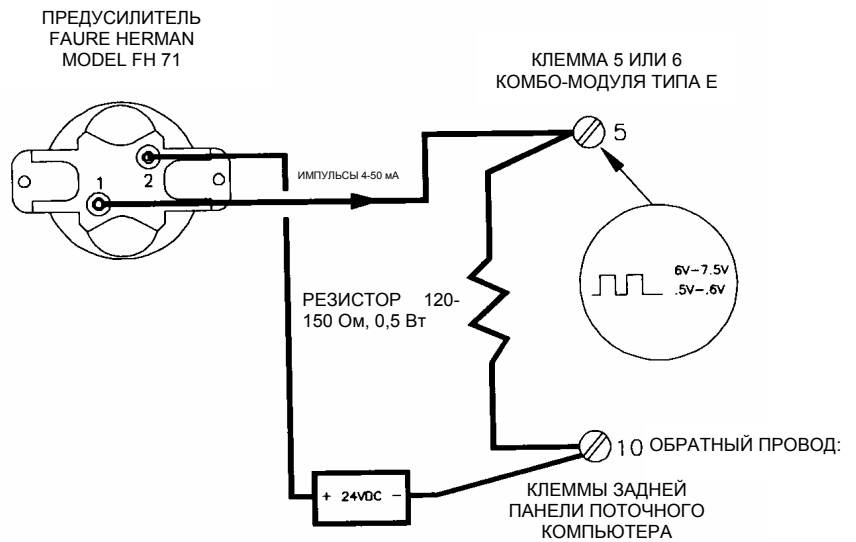 ПРЕДУСИЛИТЕЛЬ
FAURE HERMAN
MODEL FH 71
КЛЕММА 5 ИЛИ 6
КОМБО-МОДУЛЯ ТИПА Е
5
2
1
ИМПУЛЬСЫ 4-50 мА
6V–7.5V
.5V–.6V
РЕЗИСТОР 120-
150 Ом, 0,5 Вт
10 ОБРАТНЫЙ ПРОВОД:
+ 24VDC −
КЛЕММЫ ЗАДНЕЙ
ПАНЕЛИ ПОТОЧНОГО
КОМПЬЮТЕРА